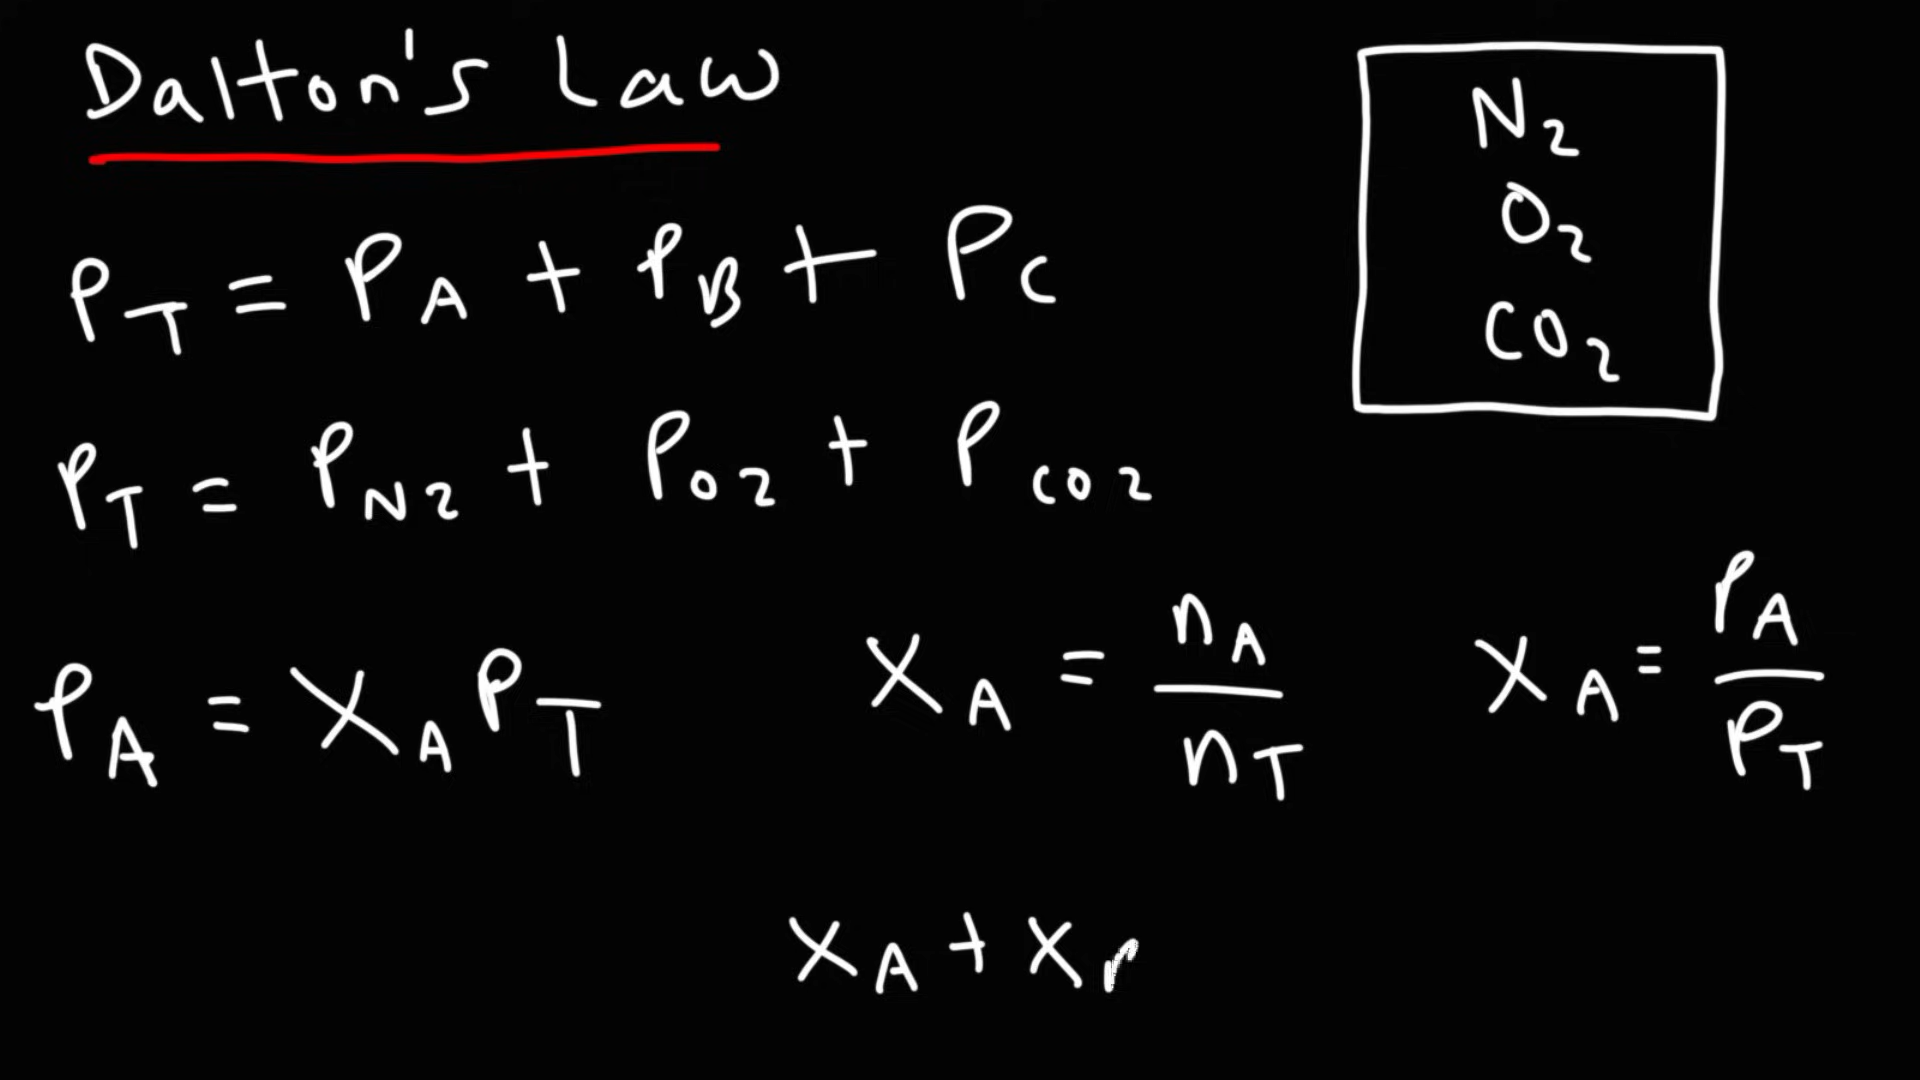 Dalton's Law
N2
O2
CO2
PT = PA + PB + PC
PT = PN2 + PO2 + PCO2
PA = XA PT
XA = nA / nT
XA = PA / PT
XA + X